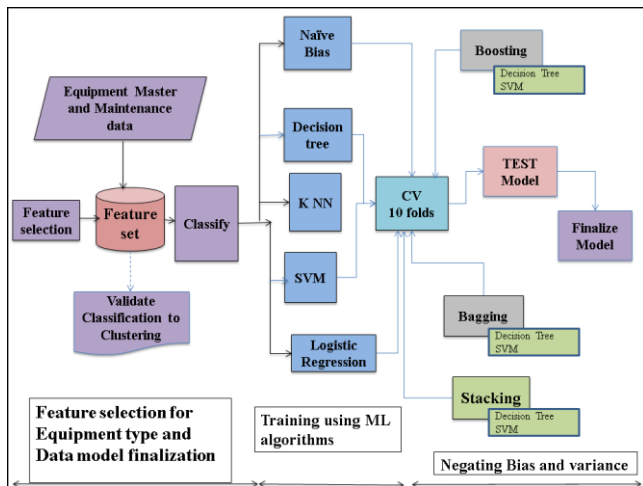 Naïve
Bias
Boosting
Decision Tree
SVM
Equipment Master
and Maintenance
data
Decision
tree
Feature
selection
Feature
set
Classify
K NN
CV
10 folds
TEST
Model
Finalize
Model
SVM
Validate
Classification to
Clustering
Bagging
Decision Tree
SVM
Logistic
Regression
Stacking
Decision Tree
SVM
Feature selection for
Equipment type and
Data model finalization
Training using ML
algorithms
Negating Bias and variance